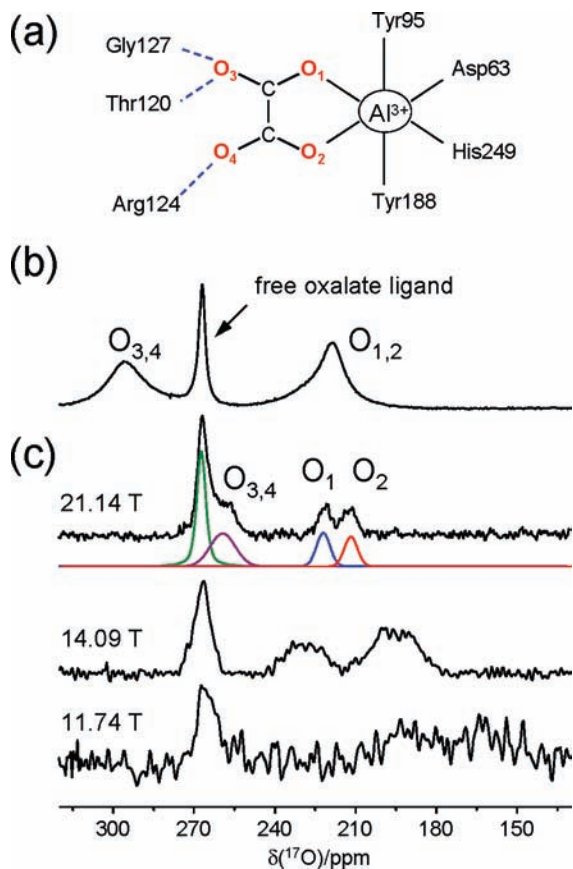 (a)
Gly127
Thr120
Arg124
O3
O1
C
C
O4
O2
Al3+
Tyr95
Asp63
His249
Tyr188
(b)
free oxalate ligand
O3,4
O1,2
(c)
21.14 T
O3,4
O1
O2
14.09 T
11.74 T
300 270 240 210 180 150
δ(17O)/ppm